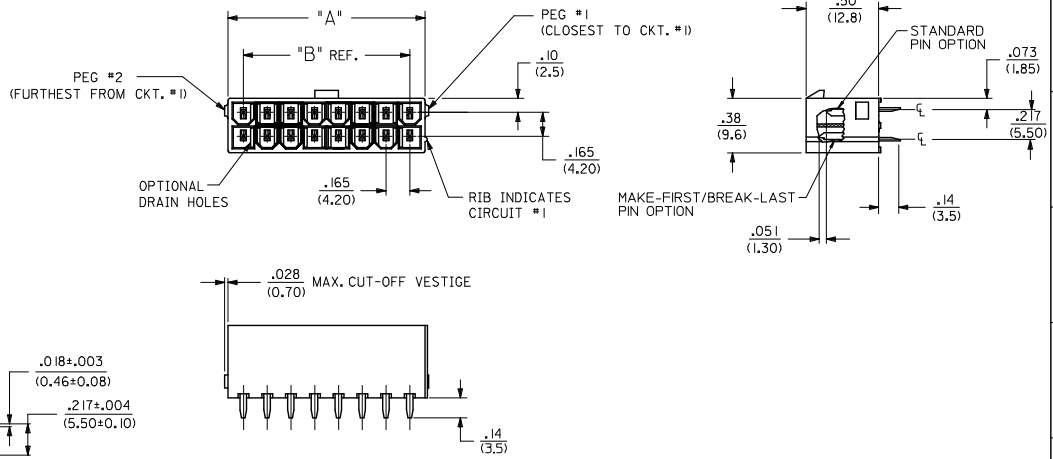 "A"
PEG #1
(CLOSEST TO CKT. #1)
"B" REF.
PEG #2
(FURTHEST FROM CKT. #1)
.10
(2.5)
.165
(4.20)
OPTIONAL
DRAIN HOLES
.165
(4.20)
RIB INDICATES
CIRCUIT #1
.50
(12.8)
STANDARD
PIN OPTION
.073
(1.85)
.38
(9.6)
.217
(5.50)
MAKE-FIRST/BREAK-LAST
PIN OPTION
.14
(3.5)
.051
(1.30)
.028
(0.70)
MAX. CUT-OFF VESTIGE
.018±.003
(0.46±0.08)
.217±.004
(5.50±0.10)
.14
(3.5)